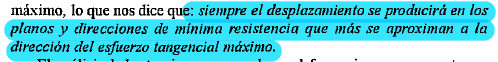 máximo, lo que nos dice que: siempre el desplazamiento se producirá en los
planos y direcciones de mínima resistencia que más se aproximan a la
dirección del esfuerzo tangencial máximo.